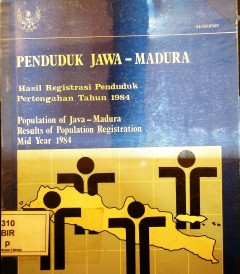 PENDUDUK JAWA – MADURA
Hasil Registrasi Penduduk
Pertengahan Tahun 1984
Population of Java – Madura
Results of Population Registration
Mid Year 1984
310
BIR
p